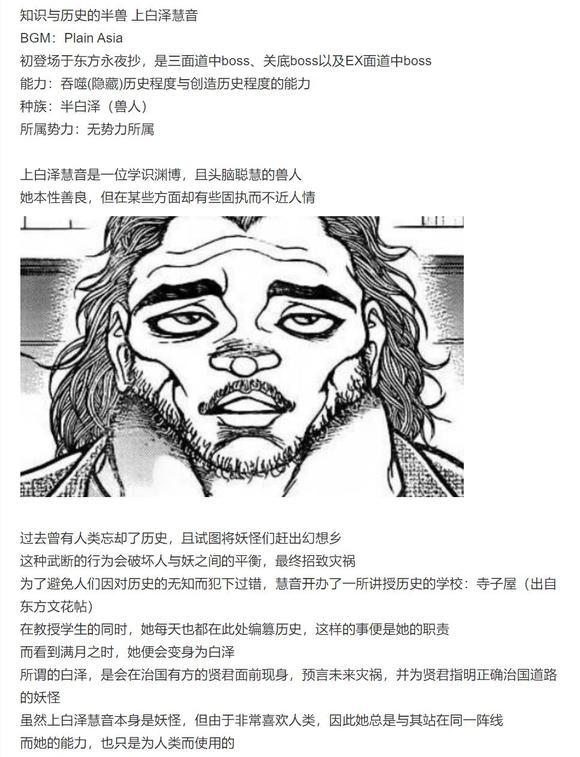 知识与历史的半兽 上白泽慧音
BGM：Plain Asia
初登场于东方永夜抄，是三面道中boss、关底boss以及EX面道中boss
能力：吞噬(隐藏)历史程度与创造历史程度的能力
种族：半白泽（兽人）
所属势力：无势力所属
上白泽慧音是一位学识渊博，且头脑聪慧的兽人
她本性善良，但在某些方面却有些固执而不近人情
过去曾有人类忘却了历史，且试图将妖怪们赶出幻想乡
这种武断的行为会破坏人与妖之间的平衡，最终招致灾祸
为了避免人们因对历史的无知而犯下过错，慧音开办了一所讲授历史的学校：寺子屋（出自
东方文花帖）
在教授学生的同时，她每天也都在此处编纂历史，这样的事便是她的职责
而看到满月之时，她便会变身为白泽
所谓的白泽，是会在治国有方的贤君面前现身，预言未来灾祸，并为贤君指明正确治国道路
的妖怪
虽然上白泽慧音本身是妖怪，但由于非常喜欢人类，因此她总是与其站在同一阵线
而她的能力，也只是为人类而使用的